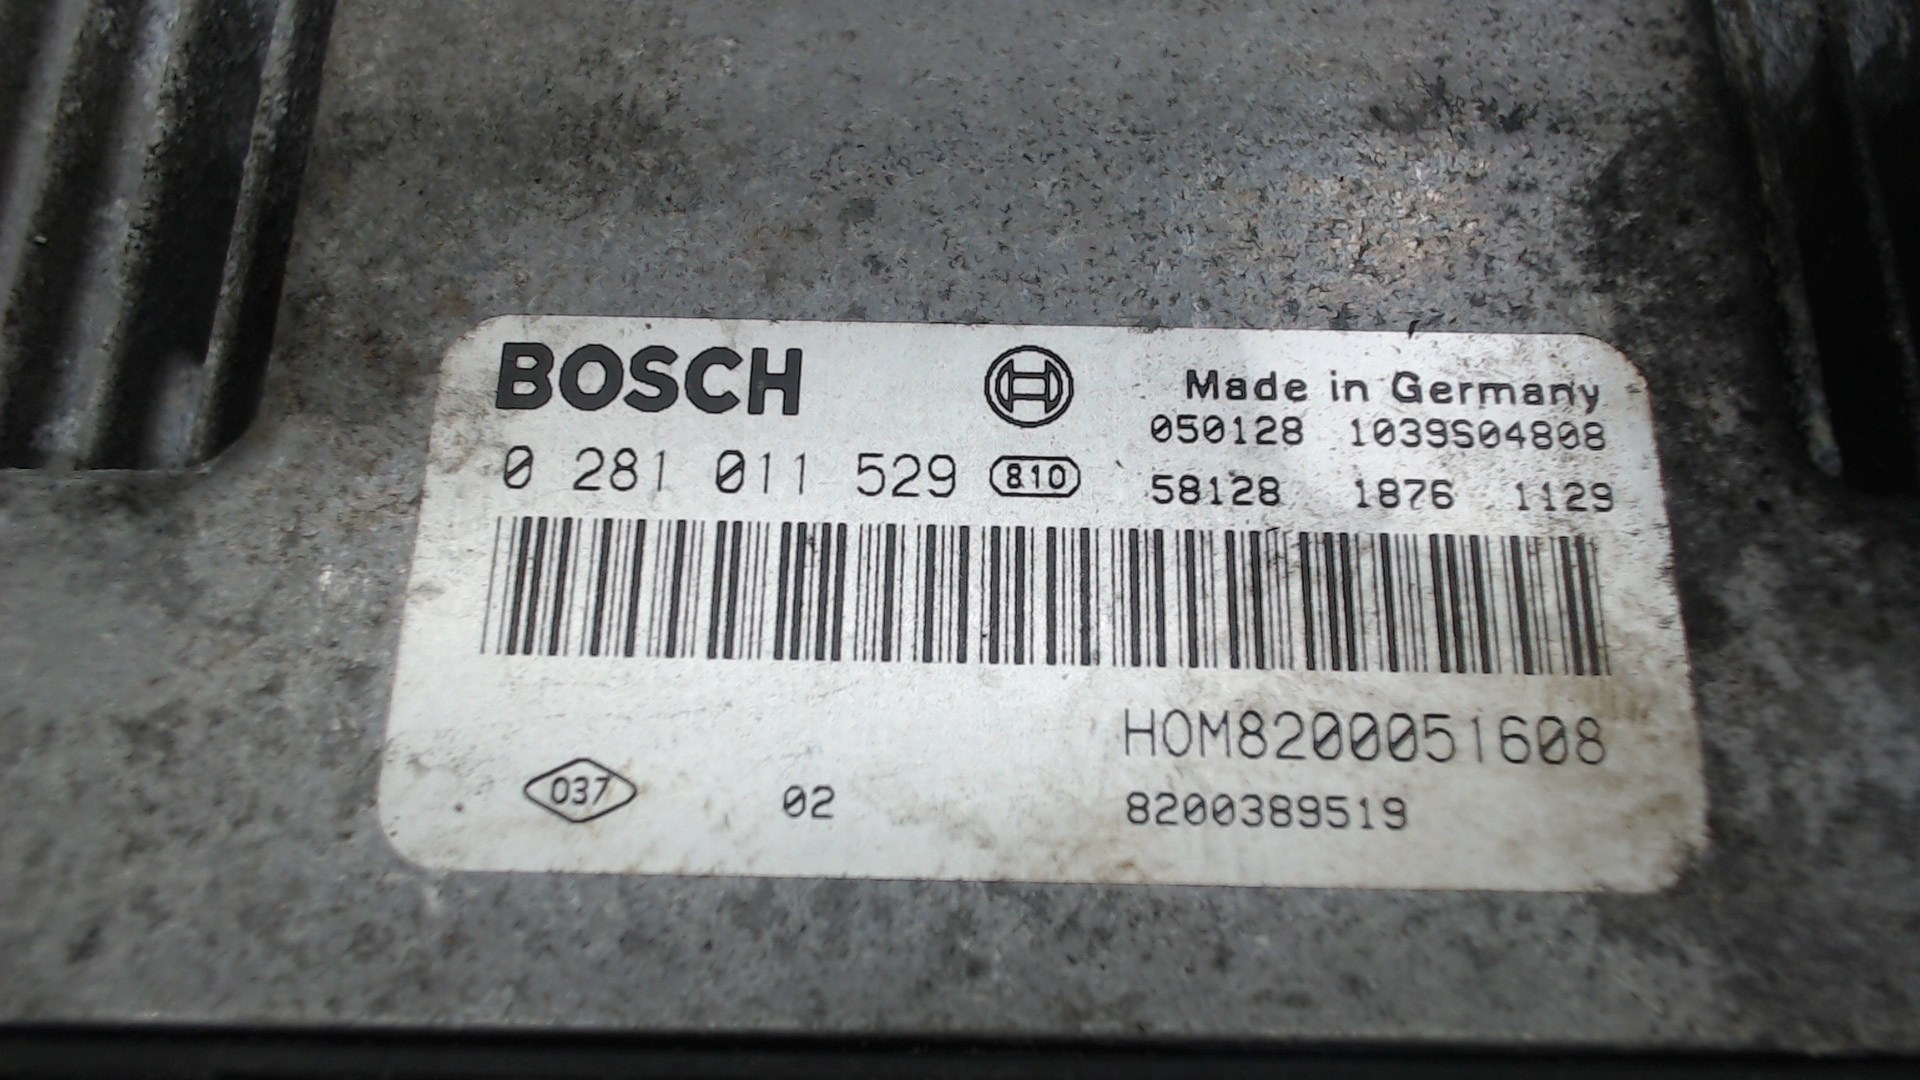 BOSCH
Made in Germany
050128 1039S04808
0 281 011 529 810
58128 1876 1129
HOM8200051608
037 02 8200389519